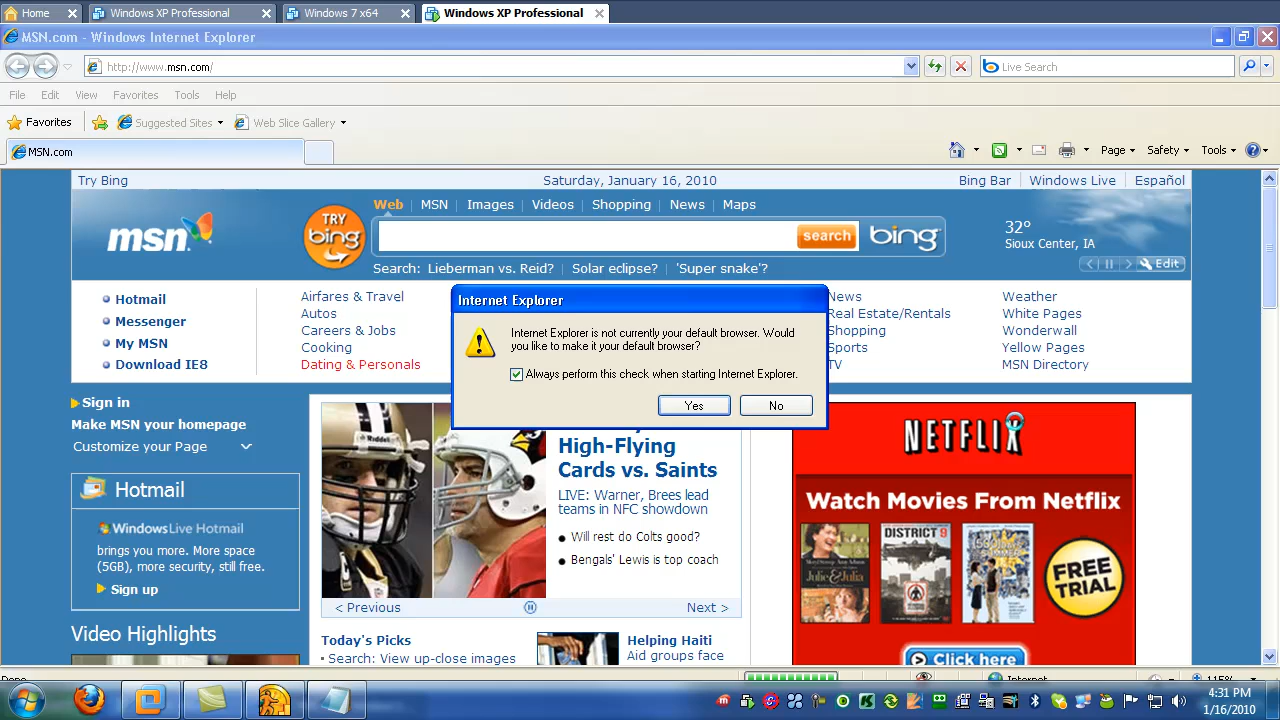 Home
Windows XP Professional
Windows 7 x64
Windows XP Professional
MSN.com - Windows Internet Explorer
http://www.msn.com/
Live Search
File Edit View Favorites Tools Help
Favorites
Suggested Sites
Web Slice Gallery
MSN.com
Page
Safety
Tools
Try Bing
Saturday, January 16, 2010
Bing Bar | Windows Live | Español
msn
TRY bing
Web | MSN | Images | Videos | Shopping | News | Maps
search
bing
Search: Lieberman vs. Reid? | Solar eclipse? | 'Super snake'?
32°
Sioux Center, IA
Edit
Hotmail
Messenger
My MSN
Download IE8
Airfares & Travel
Autos
Careers & Jobs
Cooking
Dating & Personals
News
Real Estate/Rentals
Shopping
Sports
TV
Weather
White Pages
Wonderwall
Yellow Pages
MSN Directory
Internet Explorer
Internet Explorer is not currently your default browser. Would
you like to make it your default browser?
Always perform this check when starting Internet Explorer.
Yes
No
Sign in
Make MSN your homepage
Customize your Page
Hotmail
Windows Live Hotmail
brings you more. More space
(5GB), more security, still free.
Sign up
Video Highlights
Riddell
High-Flying
Cards vs. Saints
LIVE: Warner, Brees lead
teams in NFC showdown
Will rest do Colts good?
Bengals' Lewis is top coach
< Previous
Next >
Today's Picks
Search: View up-close images
Helping Haiti
Aid groups face
NETFLIX
Watch Movies From Netflix
Julie & Julia
DISTRICT 9
FREE
TRIAL
Click here
Done
Internet
115%
4:31 PM
1/16/2010